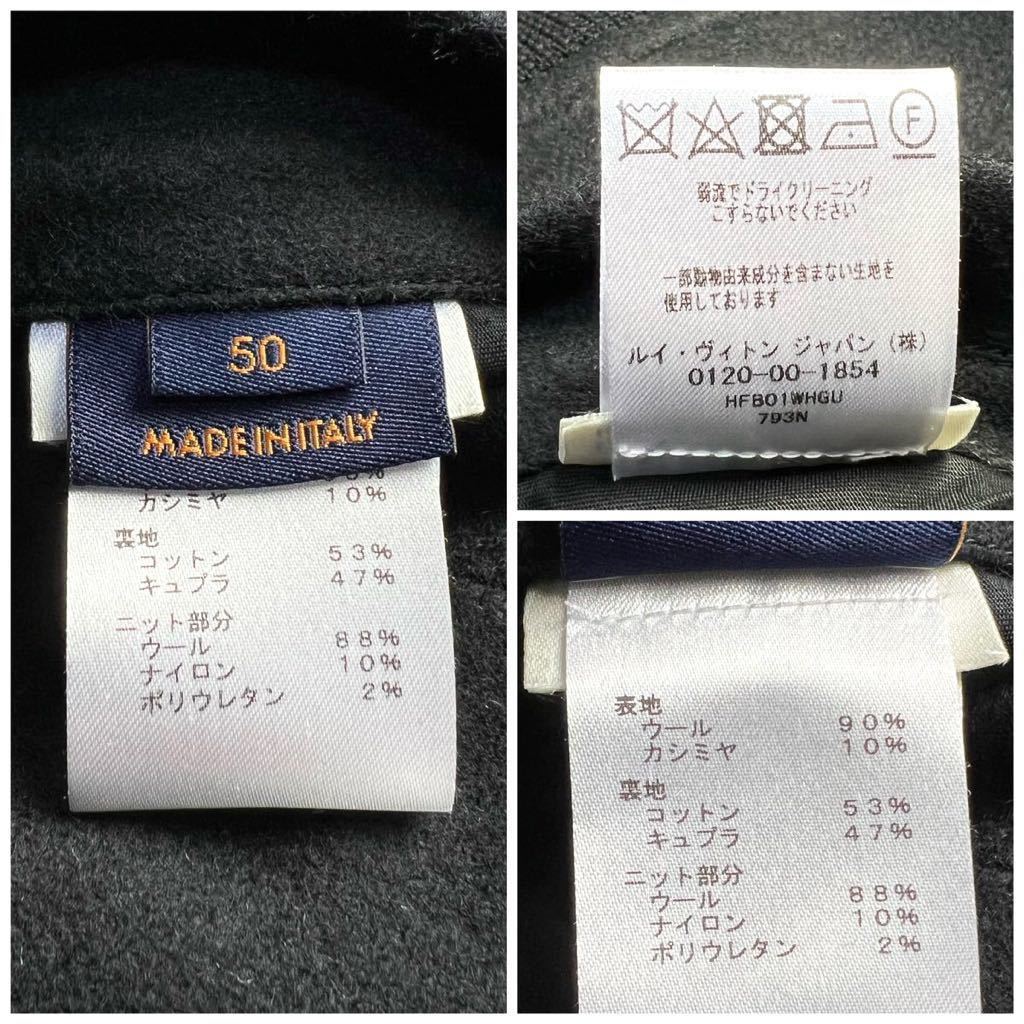 50
MADE IN ITALY
カシミヤ 10%
裏地
コットン 53%
キュプラ 47%
ニット部分
ウール 88%
ナイロン 10%
ポリウレタン 2%
F
弱流でドライクリーニング
こすらないでください
一部動物由来成分を含まない生地を
使用しております
ルイ・ヴィトン ジャパン(株)
0120-00-1854
HFB01WHGU
793N
表地
ウール 90%
カシミヤ 10%
裏地
コットン 53%
キュプラ 47%
ニット部分
ウール 88%
ナイロン 10%
ポリウレタン 2%